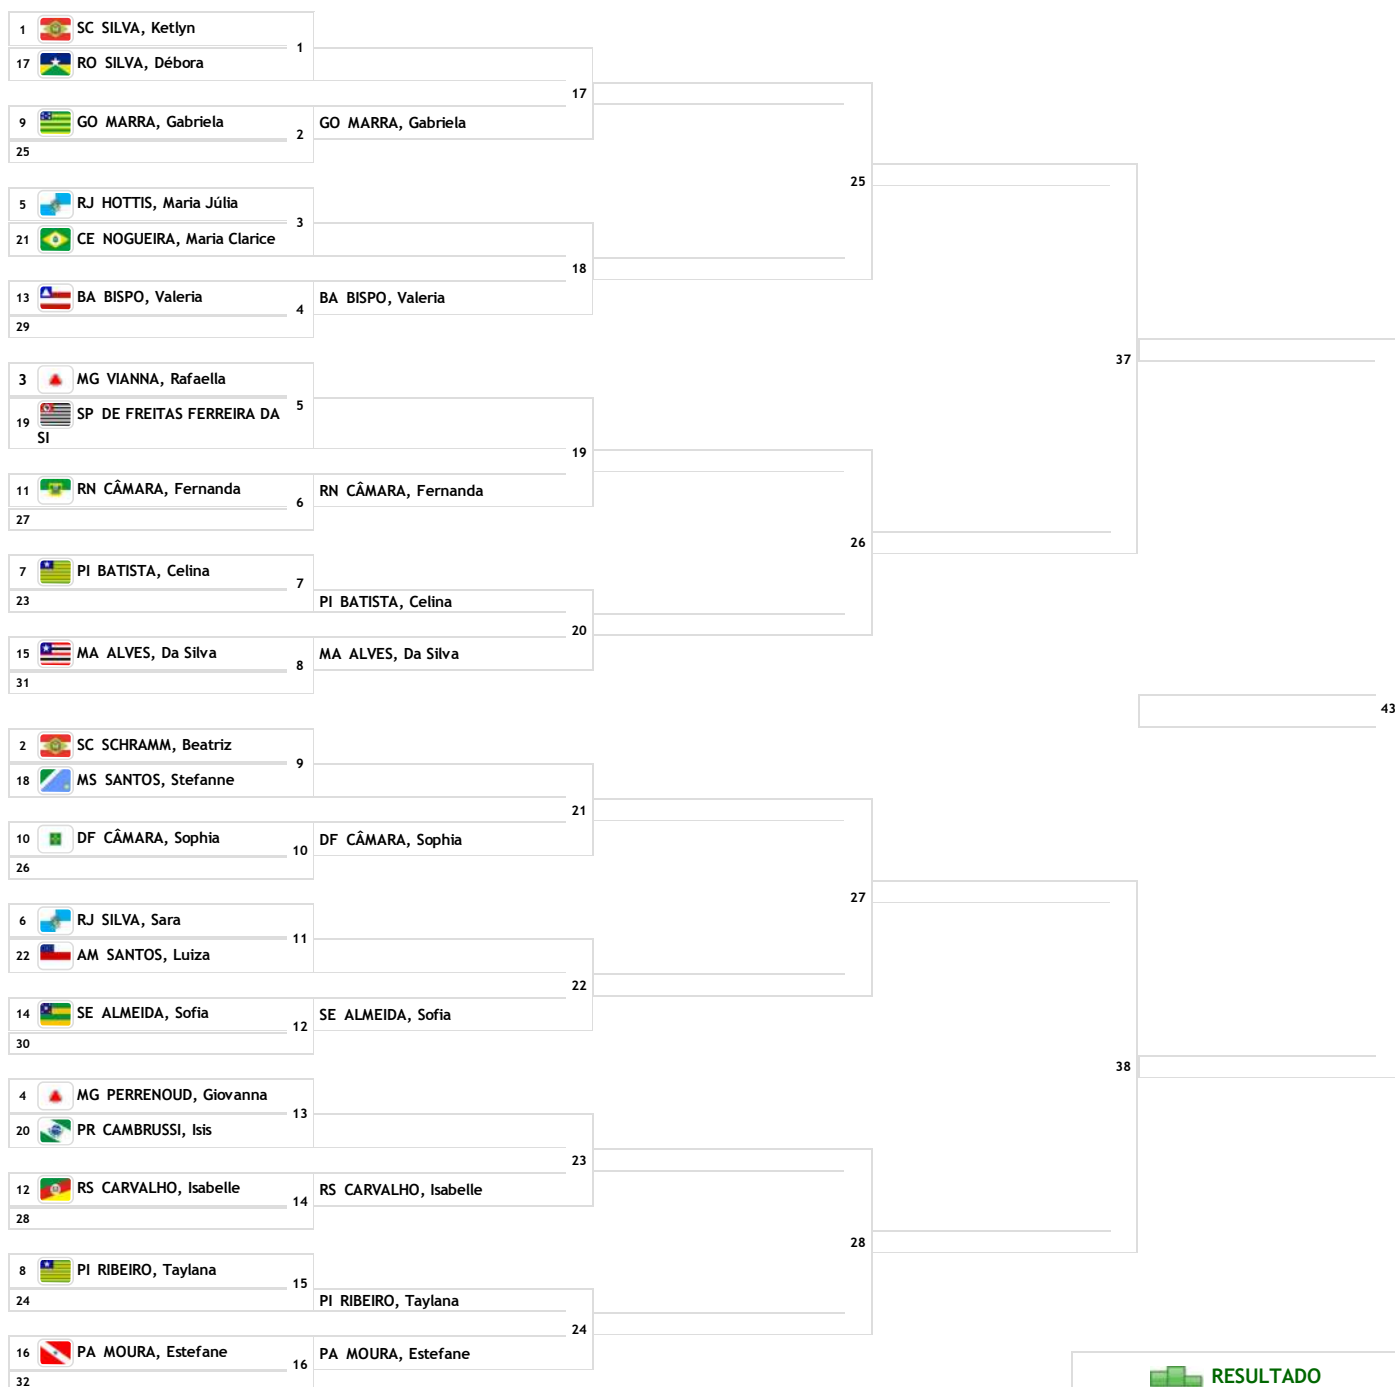 1 SC SILVA, Ketlyn
1
17 RO SILVA, Débora
17
9 GO MARRA, Gabriela
2
GO MARRA, Gabriela
25
25
5 RJ HOTTIS, Maria Júlia
3
21 CE NOGUEIRA, Maria Clarice
18
13 BA BISPO, Valeria
4
BA BISPO, Valeria
29
37
3 MG VIANNA, Rafaella
5
19 SP DE FREITAS FERREIRA DA
SI
19
11 RN CÂMARA, Fernanda
6
RN CÂMARA, Fernanda
27
26
7 PI BATISTA, Celina
7
23
PI BATISTA, Celina
20
15 MA ALVES, Da Silva
8
MA ALVES, Da Silva
31
43
2 SC SCHRAMM, Beatriz
9
18 MS SANTOS, Stefanne
21
10 DF CÂMARA, Sophia
10
DF CÂMARA, Sophia
26
27
6 RJ SILVA, Sara
11
22 AM SANTOS, Luiza
22
14 SE ALMEIDA, Sofia
12
SE ALMEIDA, Sofia
30
38
4 MG PERRENOUD, Giovanna
13
20 PR CAMBRUSSI, Isis
23
12 RS CARVALHO, Isabelle
14
RS CARVALHO, Isabelle
28
28
8 PI RIBEIRO, Taylana
15
24
PI RIBEIRO, Taylana
24
16 PA MOURA, Estefane
16
PA MOURA, Estefane
32
RESULTADO